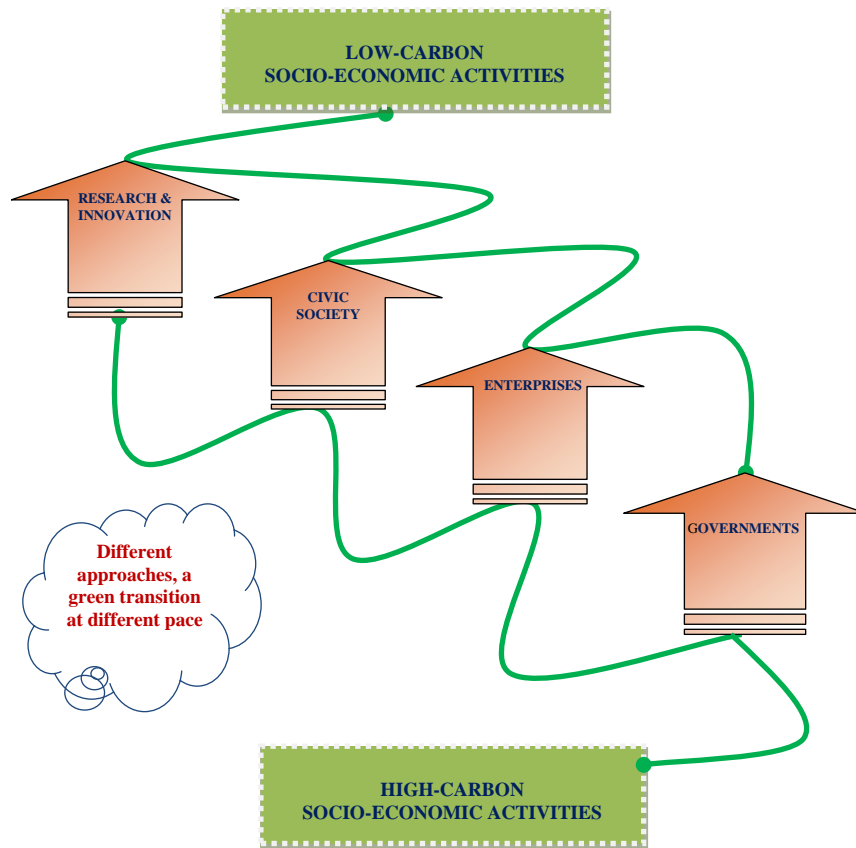 LOW-CARBON
SOCIO-ECONOMIC ACTIVITIES
RESEARCH &
INNOVATION
CIVIC
SOCIETY
ENTERPRISES
GOVERNMENTS
Different
approaches, a
green transition
at different pace
HIGH-CARBON
SOCIO-ECONOMIC ACTIVITIES